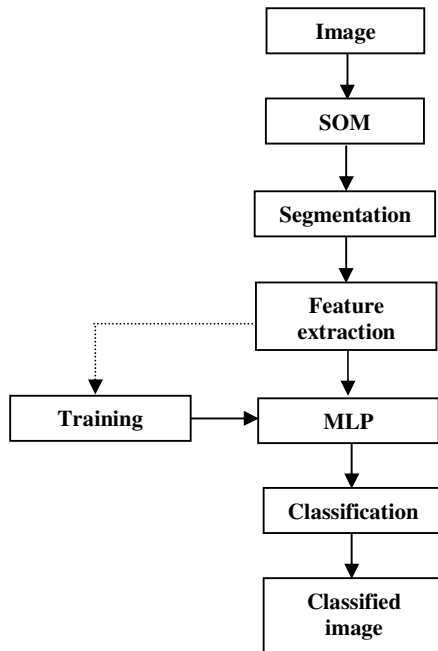 Image
SOM
Segmentation
Feature
extraction
Training
MLP
Classification
Classified
image